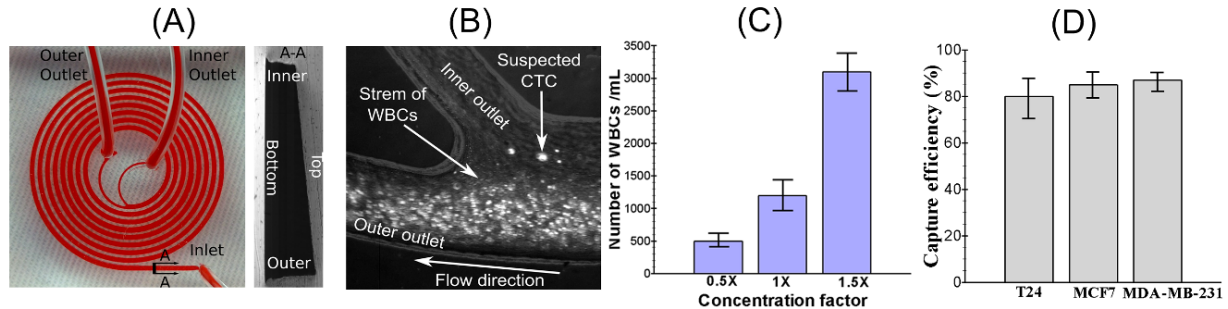 (A)
Outer
Outlet
Inner
Outlet
Inlet
A
A
A-A
Inner
Bottom
Top
Outer
(B)
Inner outlet
Suspected
CTC
Strem of
WBCs
Outer outlet
Flow direction
(C)
Number of WBCs /mL
3500
3000
2500
2000
1500
1000
500
0
0.5X
1X
1.5X
Concentration factor
(D)
Capture efficiency (%)
100
80
60
40
20
0
T24
MCF7
MDA-MB-231